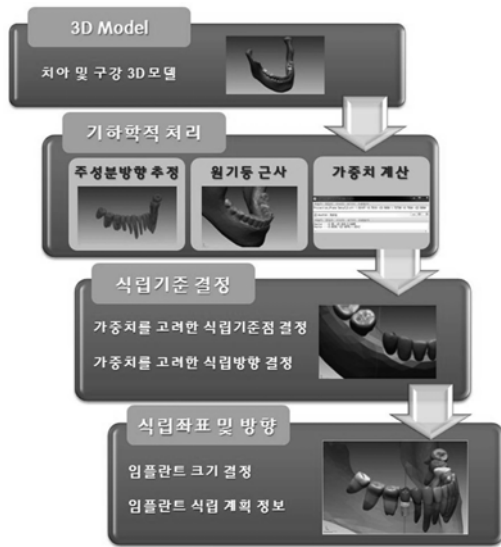 3D Model
치아 및 구강 3D 모델
기하학적 처리
주성분방향 추정
원기둥 근사
가중치 계산
식립기준 결정
가중치를 고려한 식립기준점 결정
가중치를 고려한 식립방향 결정
식립좌표 및 방향
임플란트 크기 결정
임플란트 식립 계획 정보